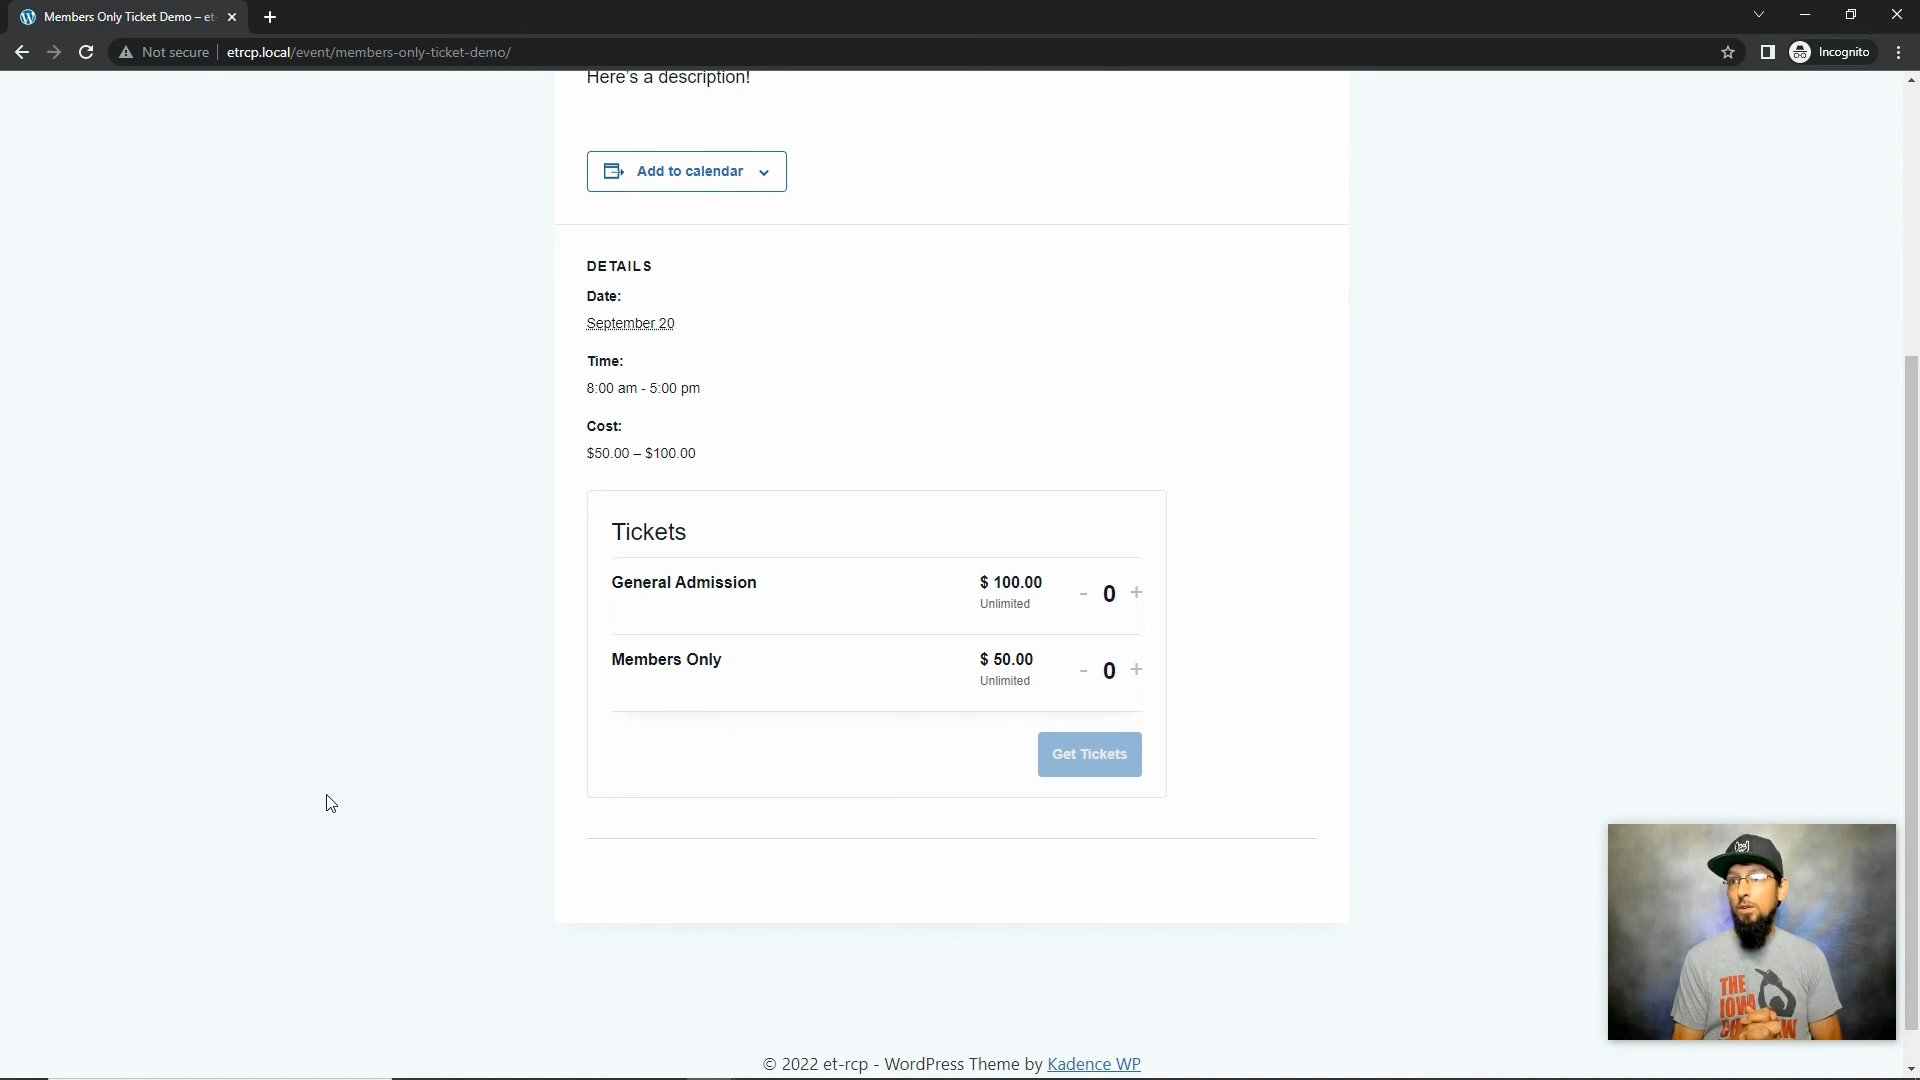 Members Only Ticket Demo – et-
Not secure
etrcp.local/event/members-only-ticket-demo/
Incognito
Here's a description!
Add to calendar
DETAILS
Date:
September 20
Time:
8:00 am - 5:00 pm
Cost:
$50.00 – $100.00
Tickets
General Admission
$ 100.00
Unlimited
- 0 +
Members Only
$ 50.00
Unlimited
- 0 +
Get Tickets
THE
© 2022 et-rcp - WordPress Theme by Kadence WP